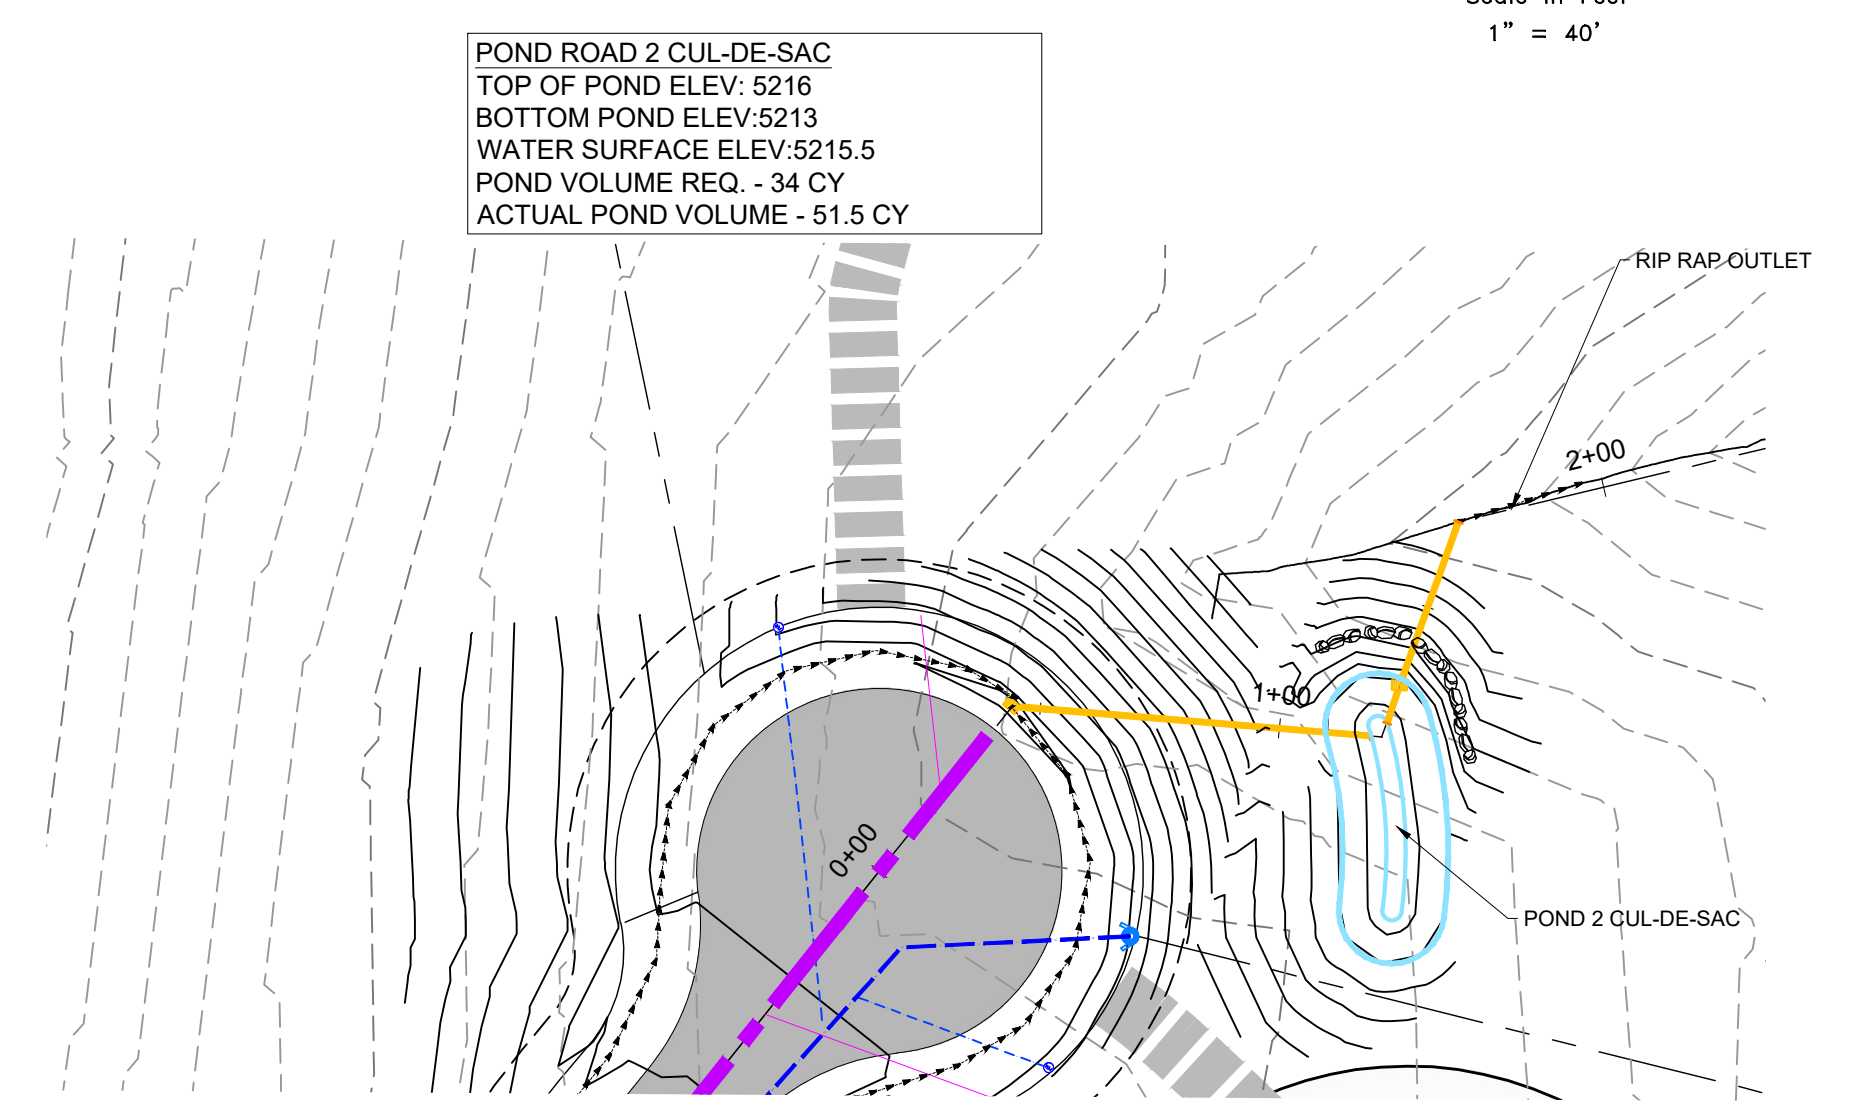 1” = 40’
POND ROAD 2 CUL-DE-SAC
TOP OF POND ELEV: 5216
BOTTOM POND ELEV:5213
WATER SURFACE ELEV:5215.5
POND VOLUME REQ. - 34 CY
ACTUAL POND VOLUME - 51.5 CY
RIP RAP OUTLET
2+00
1+00
0+00
POND 2 CUL-DE-SAC